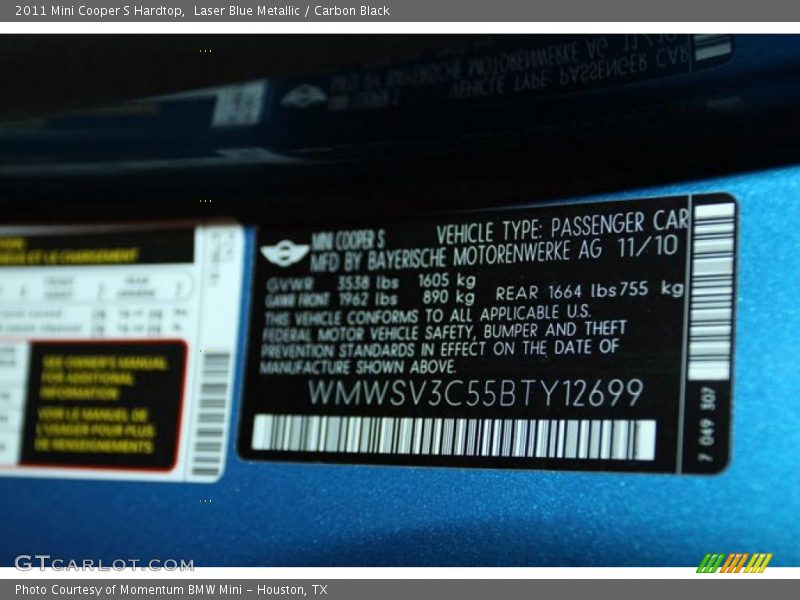 2011 Mini Cooper S Hardtop, Laser Blue Metallic / Carbon Black
MINI COOPER S VEHICLE TYPE: PASSENGER CAR
MFD BY BAYERISCHE MOTORENWERKE AG 11/10
GVWR 3538 lbs 1605 kg
GAWR FRONT 1962 lbs 890 kg REAR 1664 lbs 755 kg
THIS VEHICLE CONFORMS TO ALL APPLICABLE U.S.
FEDERAL MOTOR VEHICLE SAFETY, BUMPER AND THEFT
PREVENTION STANDARDS IN EFFECT ON THE DATE OF
MANUFACTURE SHOWN ABOVE.
WMWSV3C55BTY12699
7 049 307
SEE OWNER'S MANUAL
FOR ADDITIONAL
INFORMATION
VOIR LE MANUEL DE
L'USAGER POUR PLUS
DE RENSEIGNEMENTS
GTCARLOT.COM
Photo Courtesy of Momentum BMW Mini - Houston, TX